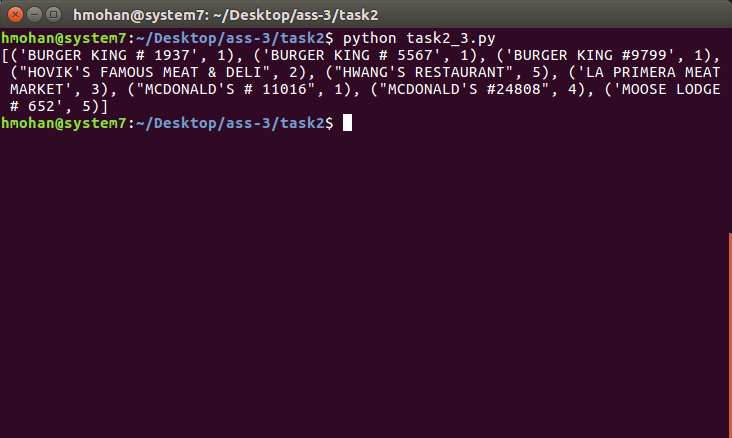 hmohan@system7: ~/Desktop/ass-3/task2
hmohan@system7:~/Desktop/ass-3/task2$ python task2_3.py
[('BURGER KING # 1937', 1), ('BURGER KING # 5567', 1), ('BURGER KING #9799', 1),
 ("HOVIK'S FAMOUS MEAT & DELI", 2), ("HWANG'S RESTAURANT", 5), ('LA PRIMERA MEAT
 MARKET', 3), ("MCDONALD'S # 11016", 1), ("MCDONALD'S #24808", 4), ('MOOSE LODGE
 # 652', 5)]
hmohan@system7:~/Desktop/ass-3/task2$